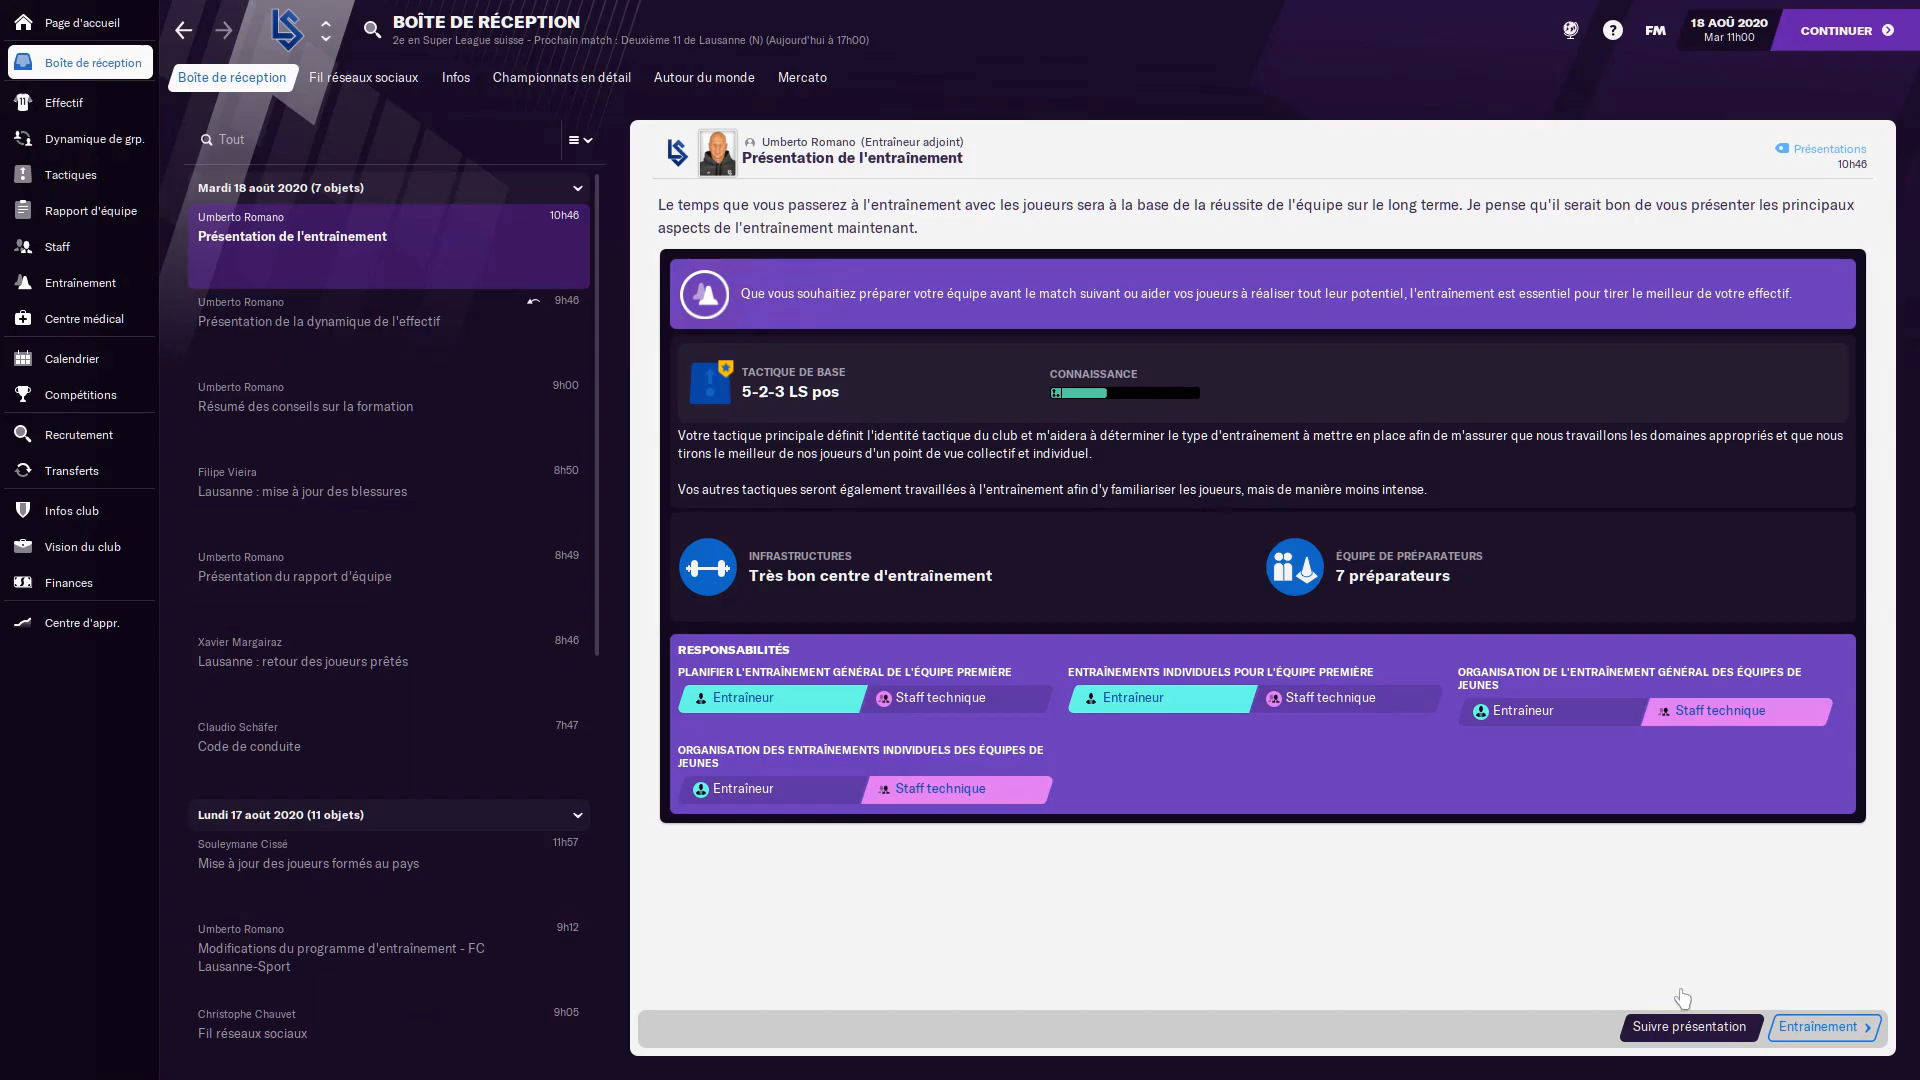 Page d'accueil
Boîte de réception
Effectif
Dynamique de grp.
Tactiques
Rapport d'équipe
Staff
Entraînement
Centre médical
Calendrier
Compétitions
Recrutement
Transferts
Infos club
Vision du club
Finances
Centre d'appr.
BOÎTE DE RÉCEPTION
2e en Super League suisse - Prochain match : Deuxième 11 de Lausanne (N) (Aujourd'hui à 17h00)
FM
18 AOÛ 2020
Mar 11h00
CONTINUER
Boîte de réception
Fil réseaux sociaux
Infos
Championnats en détail
Autour du monde
Mercato
Tout
Mardi 18 août 2020 (7 objets)
Umberto Romano 10h46
Présentation de l'entraînement
Umberto Romano 9h46
Présentation de la dynamique de l'effectif
Umberto Romano 9h00
Résumé des conseils sur la formation
Filipe Vieira 8h50
Lausanne : mise à jour des blessures
Umberto Romano 8h49
Présentation du rapport d'équipe
Xavier Margairaz 8h46
Lausanne : retour des joueurs prêtés
Claudio Schäfer 7h47
Code de conduite
Lundi 17 août 2020 (11 objets)
Souleymane Cissé 11h57
Mise à jour des joueurs formés au pays
Umberto Romano 9h12
Modifications du programme d'entraînement - FC
Lausanne-Sport
Christophe Chauvet 9h05
Fil réseaux sociaux
Umberto Romano (Entraîneur adjoint)
Présentation de l'entraînement
Présentations
10h46
Le temps que vous passerez à l'entraînement avec les joueurs sera à la base de la réussite de l'équipe sur le long terme. Je pense qu'il serait bon de vous présenter les principaux
aspects de l'entraînement maintenant.
Que vous souhaitiez préparer votre équipe avant le match suivant ou aider vos joueurs à réaliser tout leur potentiel, l'entraînement est essentiel pour tirer le meilleur de votre effectif.
TACTIQUE DE BASE
5-2-3 LS pos
CONNAISSANCE
Votre tactique principale définit l'identité tactique du club et m'aidera à déterminer le type d'entraînement à mettre en place afin de m'assurer que nous travaillons les domaines appropriés et que nous
tirons le meilleur de nos joueurs d'un point de vue collectif et individuel.
Vos autres tactiques seront également travaillées à l'entraînement afin d'y familiariser les joueurs, mais de manière moins intense.
INFRASTRUCTURES
Très bon centre d'entraînement
ÉQUIPE DE PRÉPARATEURS
7 préparateurs
RESPONSABILITÉS
PLANIFIER L'ENTRAÎNEMENT GÉNÉRAL DE L'ÉQUIPE PREMIÈRE
Entraîneur
Staff technique
ENTRAÎNEMENTS INDIVIDUELS POUR L'ÉQUIPE PREMIÈRE
Entraîneur
Staff technique
ORGANISATION DE L'ENTRAÎNEMENT GÉNÉRAL DES ÉQUIPES DE
JEUNES
Entraîneur
Staff technique
ORGANISATION DES ENTRAÎNEMENTS INDIVIDUELS DES ÉQUIPES DE
JEUNES
Entraîneur
Staff technique
Suivre présentation
Entraînement